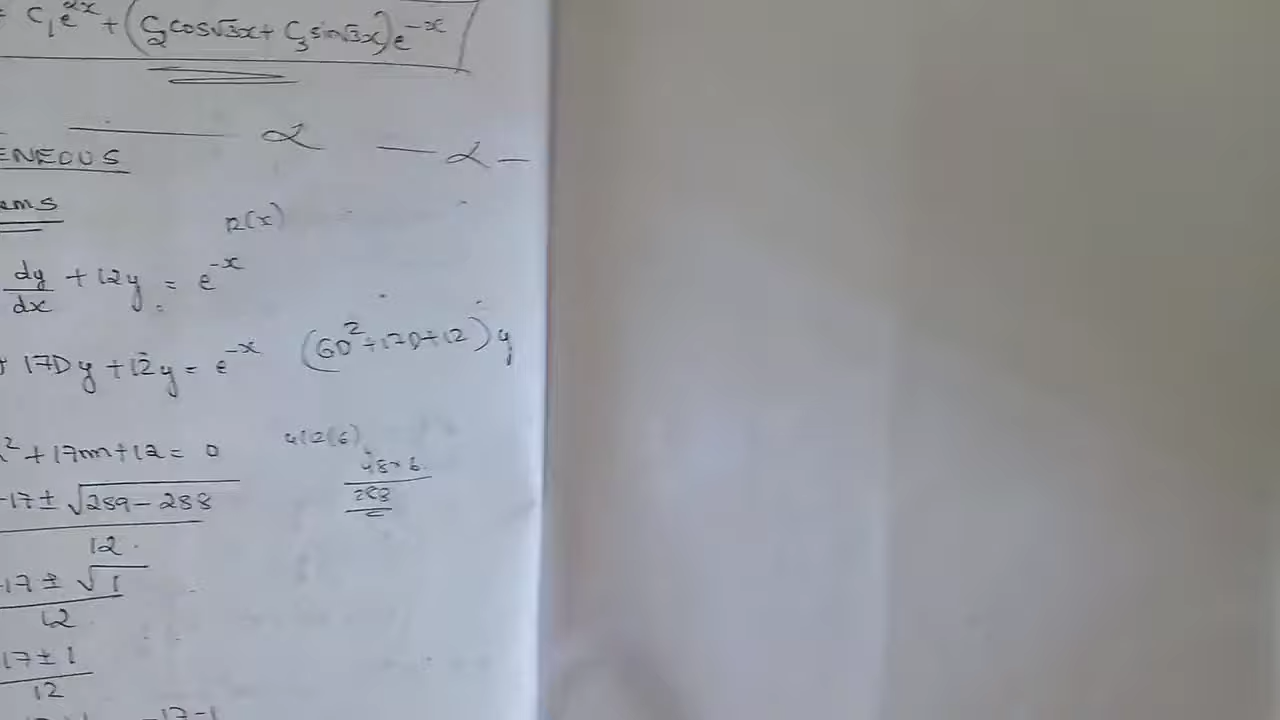 = C₁e^{2x} + (C₂cos√3x + C₃sin√3x)e^{-x}
ENEOUS
ems
R(x)
dy/dx + 12y = e^{-x}
+ 17Dy + 12y = e^{-x} (6D² + 17D + 12)y
² + 17m + 12 = 0
4(12(6)
48×6
288
-17 ± √289 - 288
12
-17 ± √1
12
17 ± 1
12
-17-1